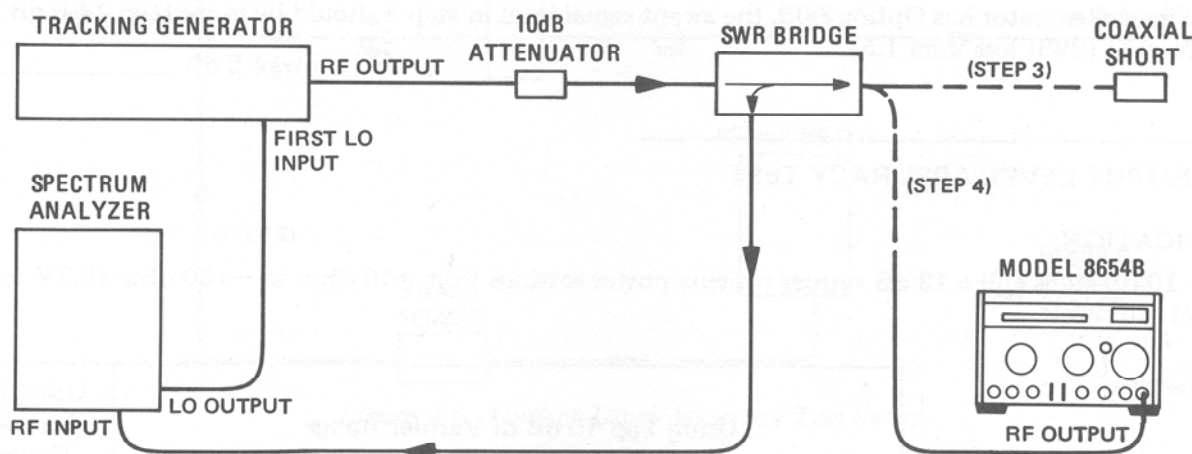 TRACKING GENERATOR
10dB
ATTENUATOR
SWR BRIDGE
COAXIAL
SHORT
RF OUTPUT
(STEP 3)
FIRST LO
INPUT
SPECTRUM
ANALYZER
(STEP 4)
MODEL 8654B
LO OUTPUT
RF INPUT
RF OUTPUT